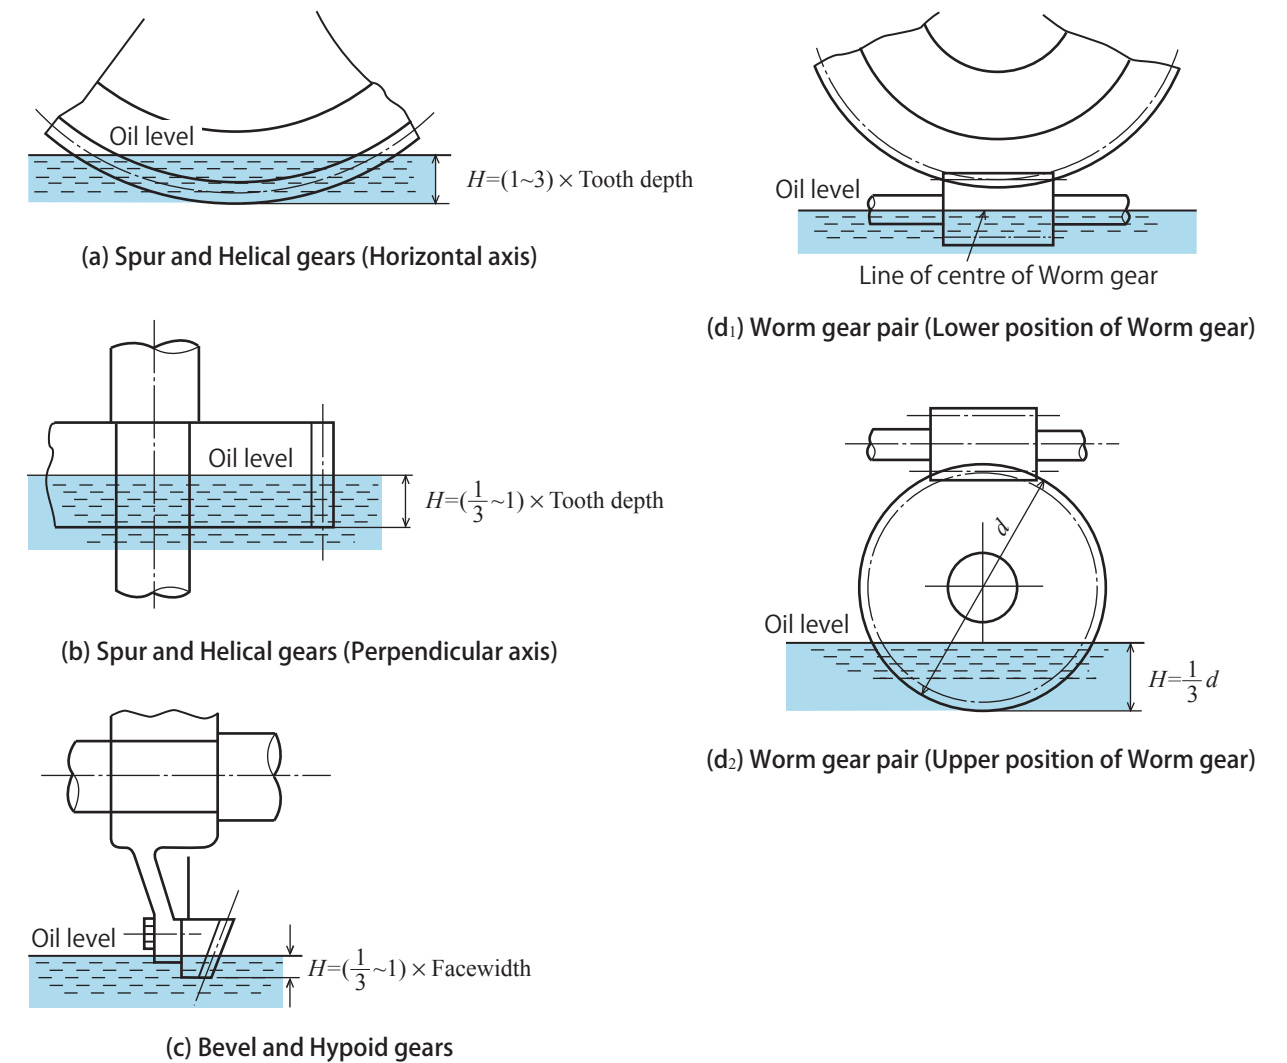 Oil level
H=(1~3) × Tooth depth
(a) Spur and Helical gears (Horizontal axis)
Oil level
H=(1/3~1) × Tooth depth
(b) Spur and Helical gears (Perpendicular axis)
Oil level
H=(1/3~1) × Facewidth
(c) Bevel and Hypoid gears
Oil level
Line of centre of Worm gear
(d₁) Worm gear pair (Lower position of Worm gear)
d
Oil level
H=1/3 d
(d₂) Worm gear pair (Upper position of Worm gear)